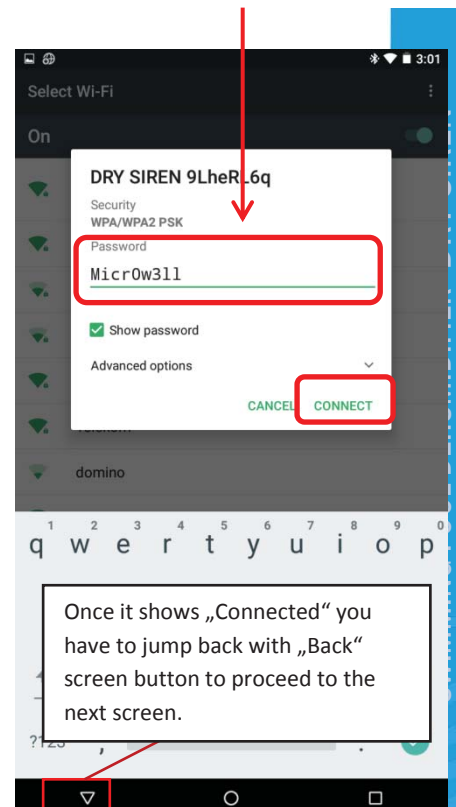 3:01
Select Wi-Fi
On
DRY SIREN 9LheRL6q
Security
WPA/WPA2 PSK
Password
Micr0w3ll
Show password
Advanced options
CANCEL CONNECT
domino
1 2 3 4 5 6 7 8 9 0
q w e r t y u i o p
Once it shows „Connected“ you
have to jump back with „Back“
screen button to proceed to the
next screen.
?123 , .